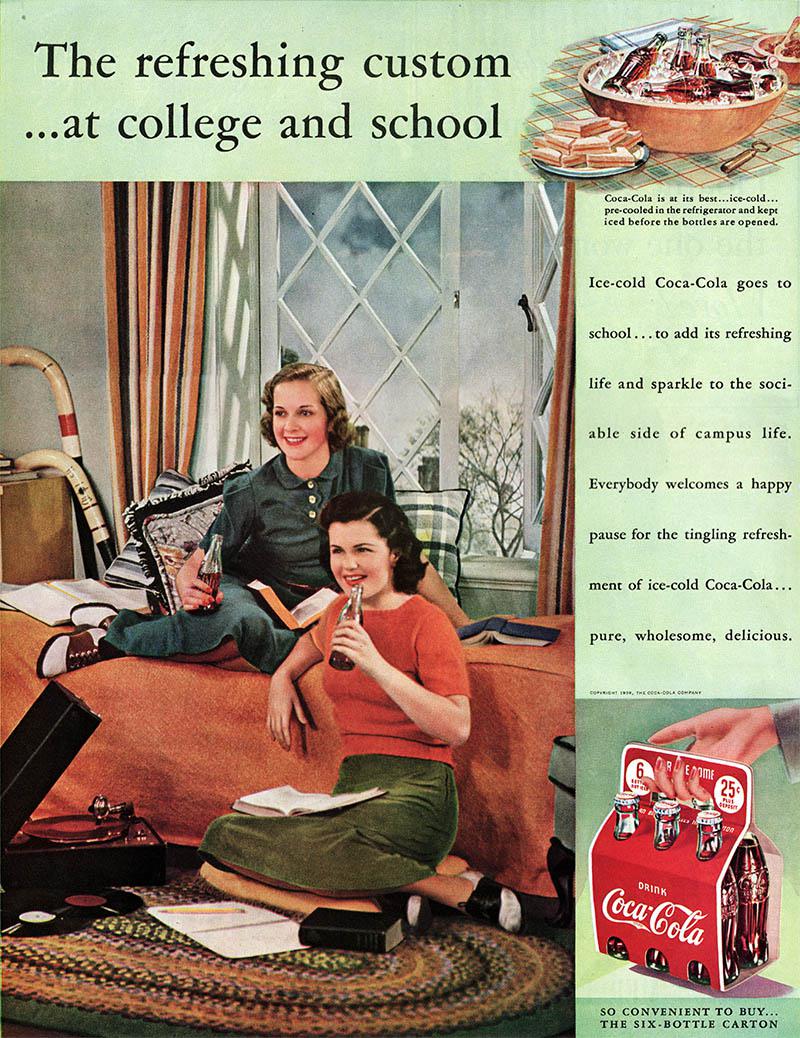 The refreshing custom
...at college and school
Coca-Cola is at its best...ice-cold...
pre-cooled in the refrigerator and kept
iced before the bottles are opened.
Ice-cold Coca-Cola goes to
school...to add its refreshing
life and sparkle to the soci-
able side of campus life.
Everybody welcomes a happy
pause for the tingling refresh-
ment of ice-cold Coca-Cola...
pure, wholesome, delicious.
COPYRIGHT 1939, THE COCA-COLA COMPANY
6
25¢
PLUS
DEPOSIT
DRINK
Coca-Cola
SO CONVENIENT TO BUY...
THE SIX-BOTTLE CARTON